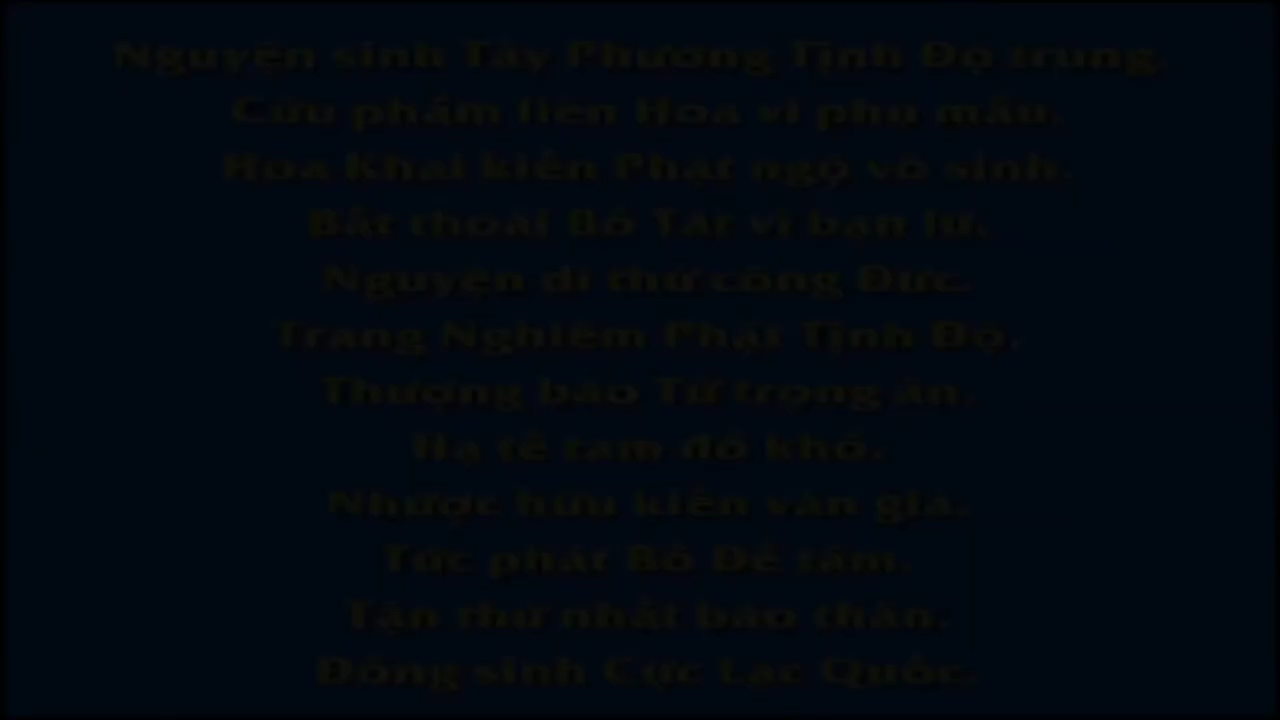 Nguyện sinh Tây Phương Tịnh Độ trung.
Cửu phẩm liên Hoa vi phụ mẫu.
Hoa Khai kiến Phật ngộ vô sinh.
Bất thoái Bồ Tát vi bạn lữ.
Nguyện dĩ thử công Đức.
Trang Nghiêm Phật Tịnh Độ.
Thượng báo Tứ trọng ân.
Hạ tế tam đồ khổ.
Nhược hữu kiến văn giả.
Tức phát Bồ Đề tâm.
Tận thử nhất báo thân.
Đồng sinh Cực Lạc Quốc.